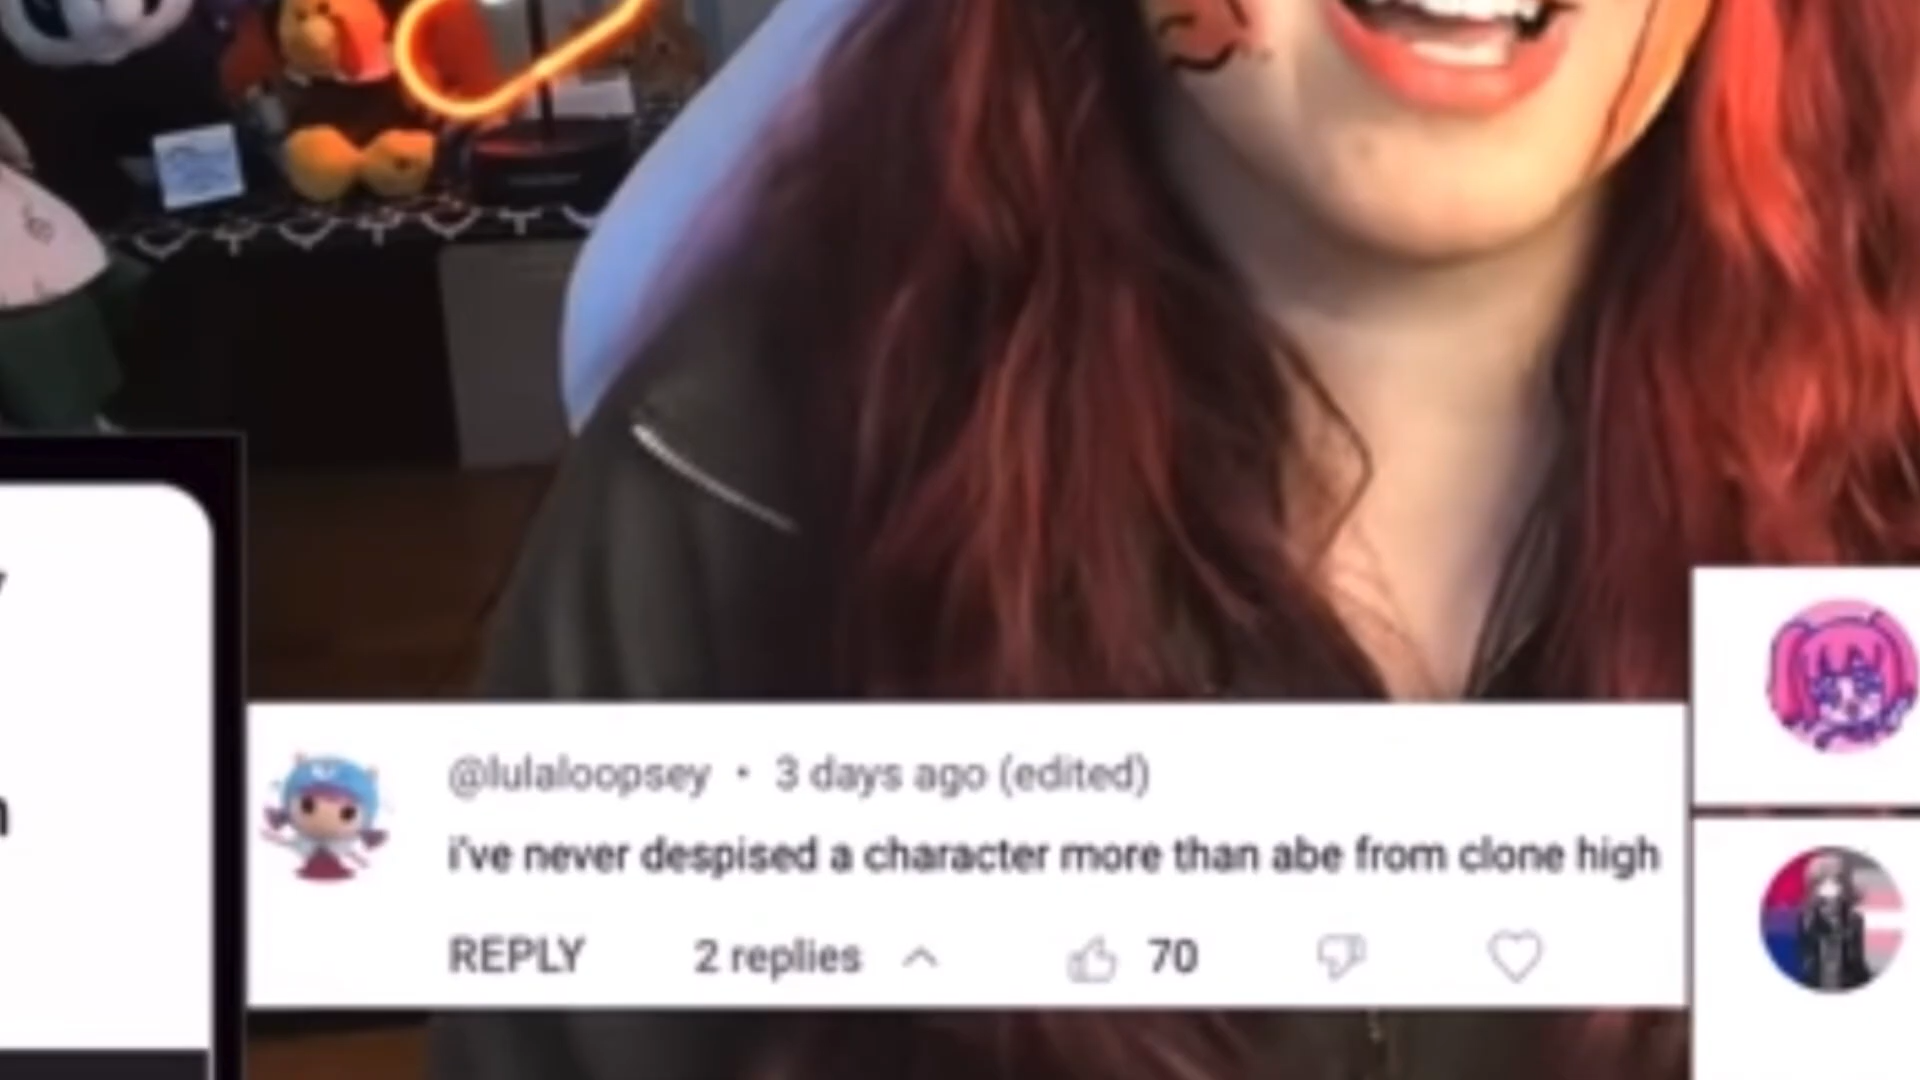 @lulaloopsey • 3 days ago (edited)
i've never despised a character more than abe from clone high
REPLY 2 replies 70